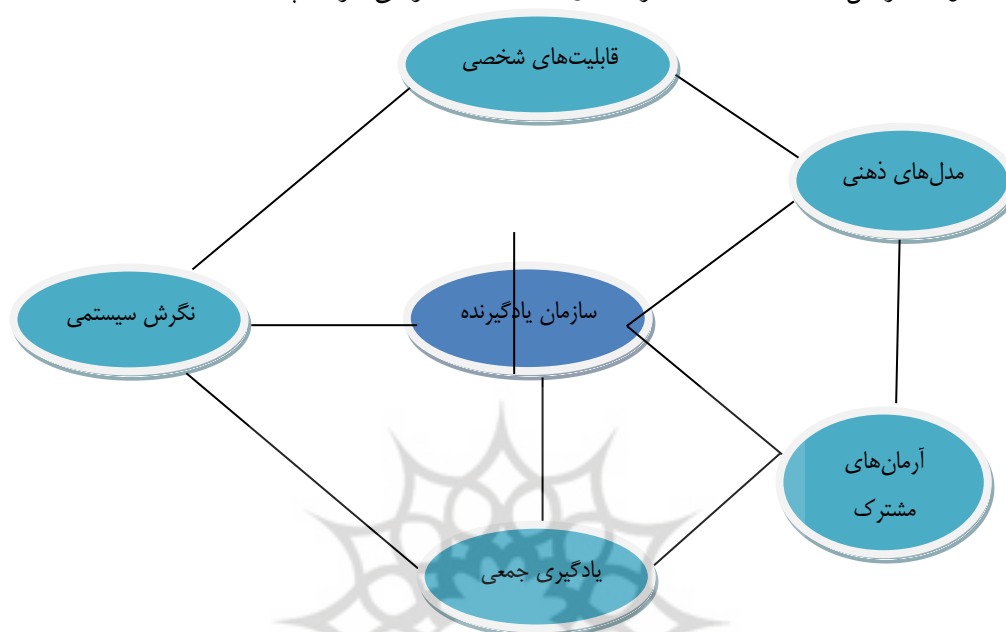 قابلیت‌های شخصی
مدل‌های ذهنی
سازمان یادگیرنده
نگرش سیستمی
آرمان‌های
مشترک
یادگیری جمعی